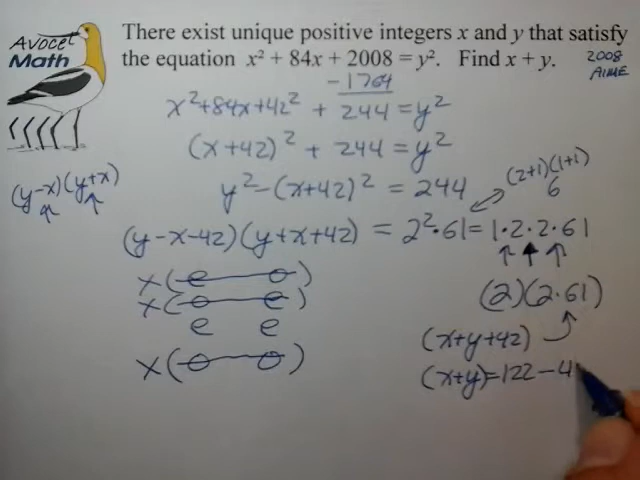 Avocet
Math
There exist unique positive integers x and y that satisfy
the equation x² + 84x + 2008 = y². Find x + y.
2008
AIME
-1764
x²+84x+42² + 244 = y²
(x+42)² + 244 = y²
(y-x)(y+x)
y²-(x+42)² = 244
(2+1)(1+1)
6
(y-x-42)(y+x+42) = 2²·61=1·2·2·61
x(e o)
x(o e)
e e
x(o o)
(2)(2·61)
(x+y+42)
(x+y)=122-4